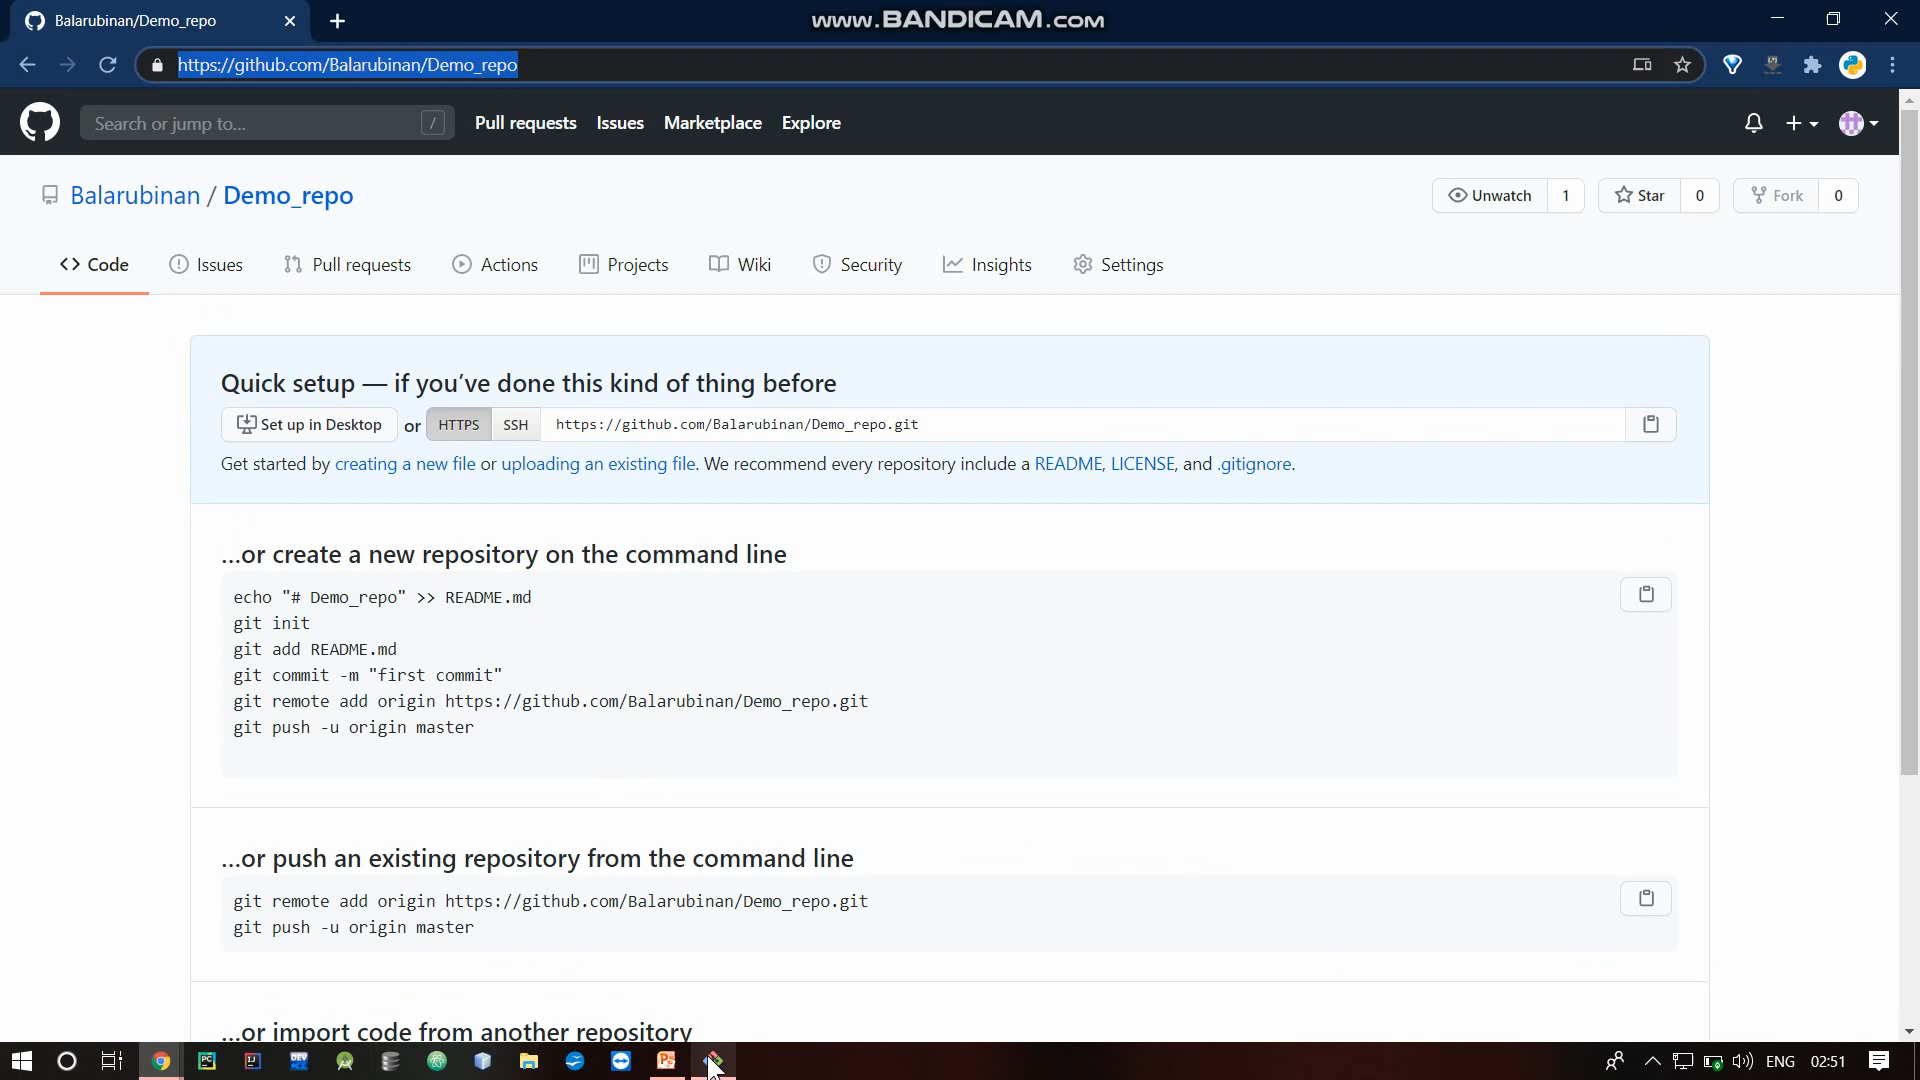 Balarubinan/Demo_repo
www.BANDICAM.com
https://github.com/Balarubinan/Demo_repo
Search or jump to...
/
Pull requests
Issues
Marketplace
Explore
Balarubinan / Demo_repo
Unwatch 1
Star 0
Fork 0
Code
Issues
Pull requests
Actions
Projects
Wiki
Security
Insights
Settings
Quick setup — if you’ve done this kind of thing before
Set up in Desktop or HTTPS SSH https://github.com/Balarubinan/Demo_repo.git
Get started by creating a new file or uploading an existing file. We recommend every repository include a README, LICENSE, and .gitignore.
…or create a new repository on the command line
echo "# Demo_repo" >> README.md
git init
git add README.md
git commit -m "first commit"
git remote add origin https://github.com/Balarubinan/Demo_repo.git
git push -u origin master
…or push an existing repository from the command line
git remote add origin https://github.com/Balarubinan/Demo_repo.git
git push -u origin master
…or import code from another repository
PC
IJ
DEV
ENG
02:51